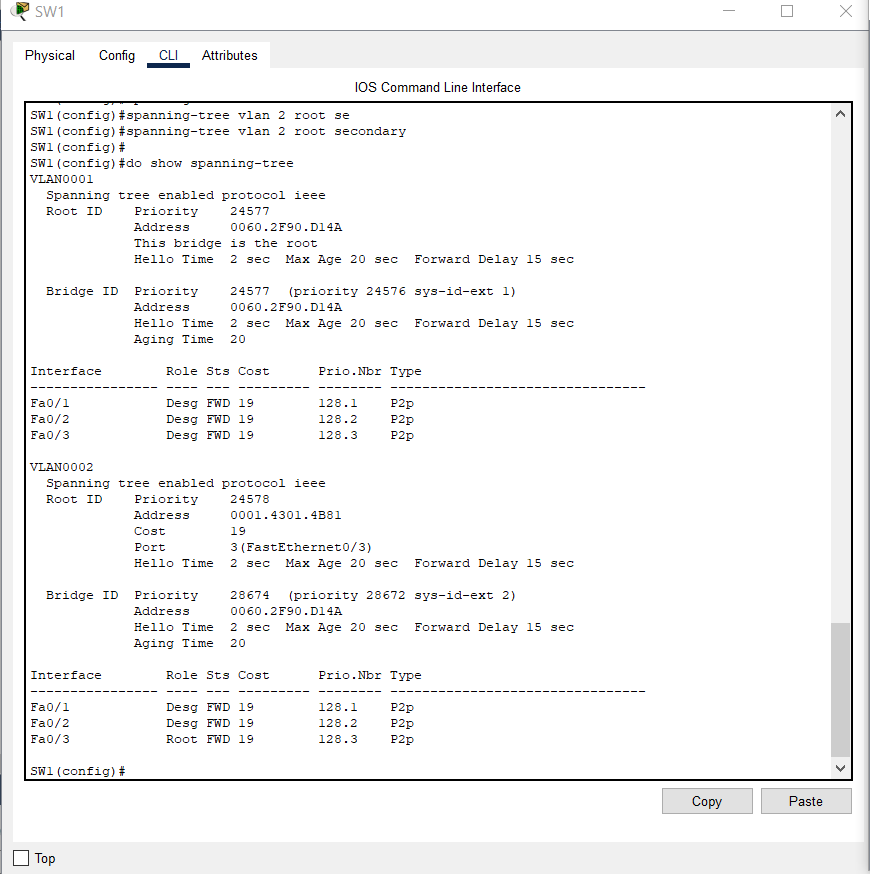 SW1
Physical Config CLI Attributes
IOS Command Line Interface
SW1(config)#spanning-tree vlan 2 root se
SW1(config)#spanning-tree vlan 2 root secondary
SW1(config)#
SW1(config)#do show spanning-tree
VLAN0001
  Spanning tree enabled protocol ieee
  Root ID    Priority    24577
             Address     0060.2F90.D14A
             This bridge is the root
             Hello Time  2 sec  Max Age 20 sec  Forward Delay 15 sec

  Bridge ID  Priority    24577  (priority 24576 sys-id-ext 1)
             Address     0060.2F90.D14A
             Hello Time  2 sec  Max Age 20 sec  Forward Delay 15 sec
             Aging Time  20

Interface        Role Sts Cost      Prio.Nbr Type
---------------- ---- --- --------- -------- --------------------------------
Fa0/1            Desg FWD 19        128.1    P2p
Fa0/2            Desg FWD 19        128.2    P2p
Fa0/3            Desg FWD 19        128.3    P2p

VLAN0002
  Spanning tree enabled protocol ieee
  Root ID    Priority    24578
             Address     0001.4301.4B81
             Cost        19
             Port        3(FastEthernet0/3)
             Hello Time  2 sec  Max Age 20 sec  Forward Delay 15 sec

  Bridge ID  Priority    28674  (priority 28672 sys-id-ext 2)
             Address     0060.2F90.D14A
             Hello Time  2 sec  Max Age 20 sec  Forward Delay 15 sec
             Aging Time  20

Interface        Role Sts Cost      Prio.Nbr Type
---------------- ---- --- --------- -------- --------------------------------
Fa0/1            Desg FWD 19        128.1    P2p
Fa0/2            Desg FWD 19        128.2    P2p
Fa0/3            Root FWD 19        128.3    P2p

SW1(config)#
Copy Paste
Top